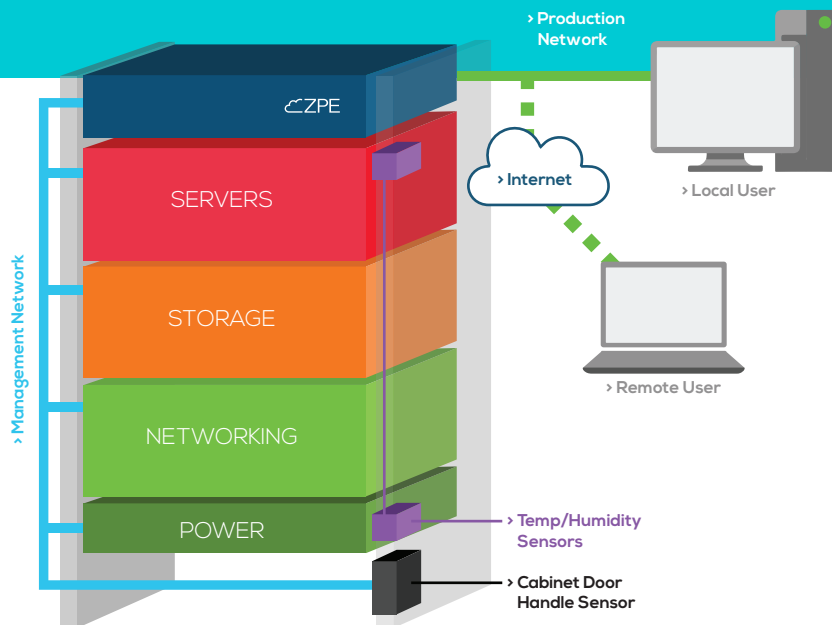 › Production
Network
ZPE
SERVERS
› Internet
› Local User
› Management Network
STORAGE
› Remote User
NETWORKING
POWER
› Temp/Humidity
Sensors
› Cabinet Door
Handle Sensor